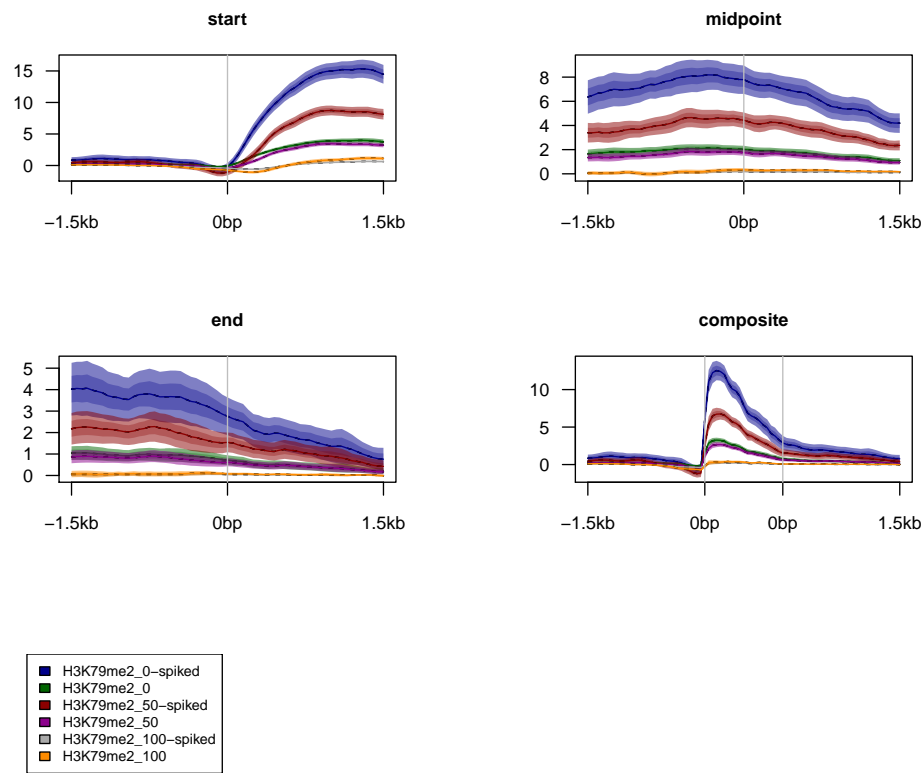 start
15
10
5
0
−1.5kb 0bp 1.5kb
midpoint
8
6
4
2
0
−1.5kb 0bp 1.5kb
end
5
4
3
2
1
0
−1.5kb 0bp 1.5kb
composite
10
5
0
−1.5kb 0bp 0bp 1.5kb
H3K79me2_0−spiked
H3K79me2_0
H3K79me2_50−spiked
H3K79me2_50
H3K79me2_100−spiked
H3K79me2_100